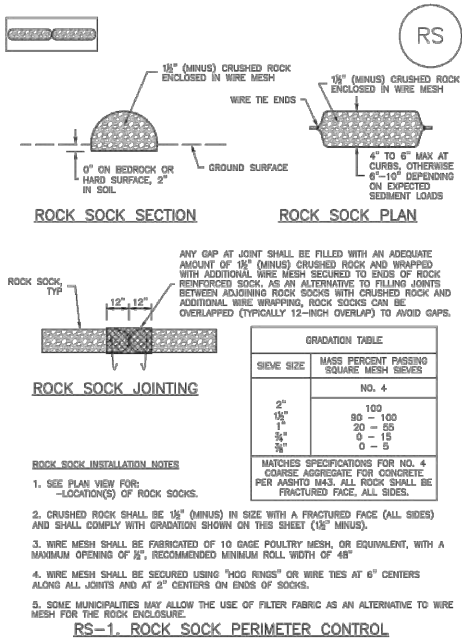 RS
1½" (MINUS) CRUSHED ROCK
ENCLOSED IN WIRE MESH
1½" (MINUS) CRUSHED ROCK
ENCLOSED IN WIRE MESH
WIRE TIE ENDS
0" ON BEDROCK OR
HARD SURFACE, 2"
IN SOIL
GROUND SURFACE
4" TO 6" MAX AT
CURBS, OTHERWISE
6"-10" DEPENDING
ON EXPECTED
SEDIMENT LOADS
ROCK SOCK SECTION
ROCK SOCK PLAN
ANY GAP AT JOINT SHALL BE FILLED WITH AN ADEQUATE
AMOUNT OF 1½" (MINUS) CRUSHED ROCK AND WRAPPED
WITH ADDITIONAL WIRE MESH SECURED TO ENDS OF ROCK
REINFORCED SOCK. AS AN ALTERNATIVE TO FILLING JOINTS
BETWEEN ADJOINING ROCK SOCKS WITH CRUSHED ROCK AND
ADDITIONAL WIRE WRAPPING, ROCK SOCKS CAN BE
OVERLAPPED (TYPICALLY 12-INCH OVERLAP) TO AVOID GAPS.
ROCK SOCK,
TYP
12" 12"
ROCK SOCK JOINTING
GRADATION TABLE
SIEVE SIZE
MASS PERCENT PASSING
SQUARE MESH SIEVES
NO. 4
2" 100
1½" 90 - 100
1" 20 - 55
¾" 0 - 15
⅜" 0 - 5
MATCHES SPECIFICATIONS FOR NO. 4
COARSE AGGREGATE FOR CONCRETE
PER AASHTO M43. ALL ROCK SHALL BE
FRACTURED FACE, ALL SIDES.
ROCK SOCK INSTALLATION NOTES
1. SEE PLAN VIEW FOR:
-LOCATION(S) OF ROCK SOCKS.
2. CRUSHED ROCK SHALL BE 1½" (MINUS) IN SIZE WITH A FRACTURED FACE (ALL SIDES)
AND SHALL COMPLY WITH GRADATION SHOWN ON THIS SHEET (1½" MINUS).
3. WIRE MESH SHALL BE FABRICATED OF 10 GAGE POULTRY MESH, OR EQUIVALENT, WITH A
MAXIMUM OPENING OF ½", RECOMMENDED MINIMUM ROLL WIDTH OF 48"
4. WIRE MESH SHALL BE SECURED USING "HOG RINGS" OR WIRE TIES AT 6" CENTERS
ALONG ALL JOINTS AND AT 2" CENTERS ON ENDS OF SOCKS.
5. SOME MUNICIPALITIES MAY ALLOW THE USE OF FILTER FABRIC AS AN ALTERNATIVE TO WIRE
MESH FOR THE ROCK ENCLOSURE.
RS-1. ROCK SOCK PERIMETER CONTROL